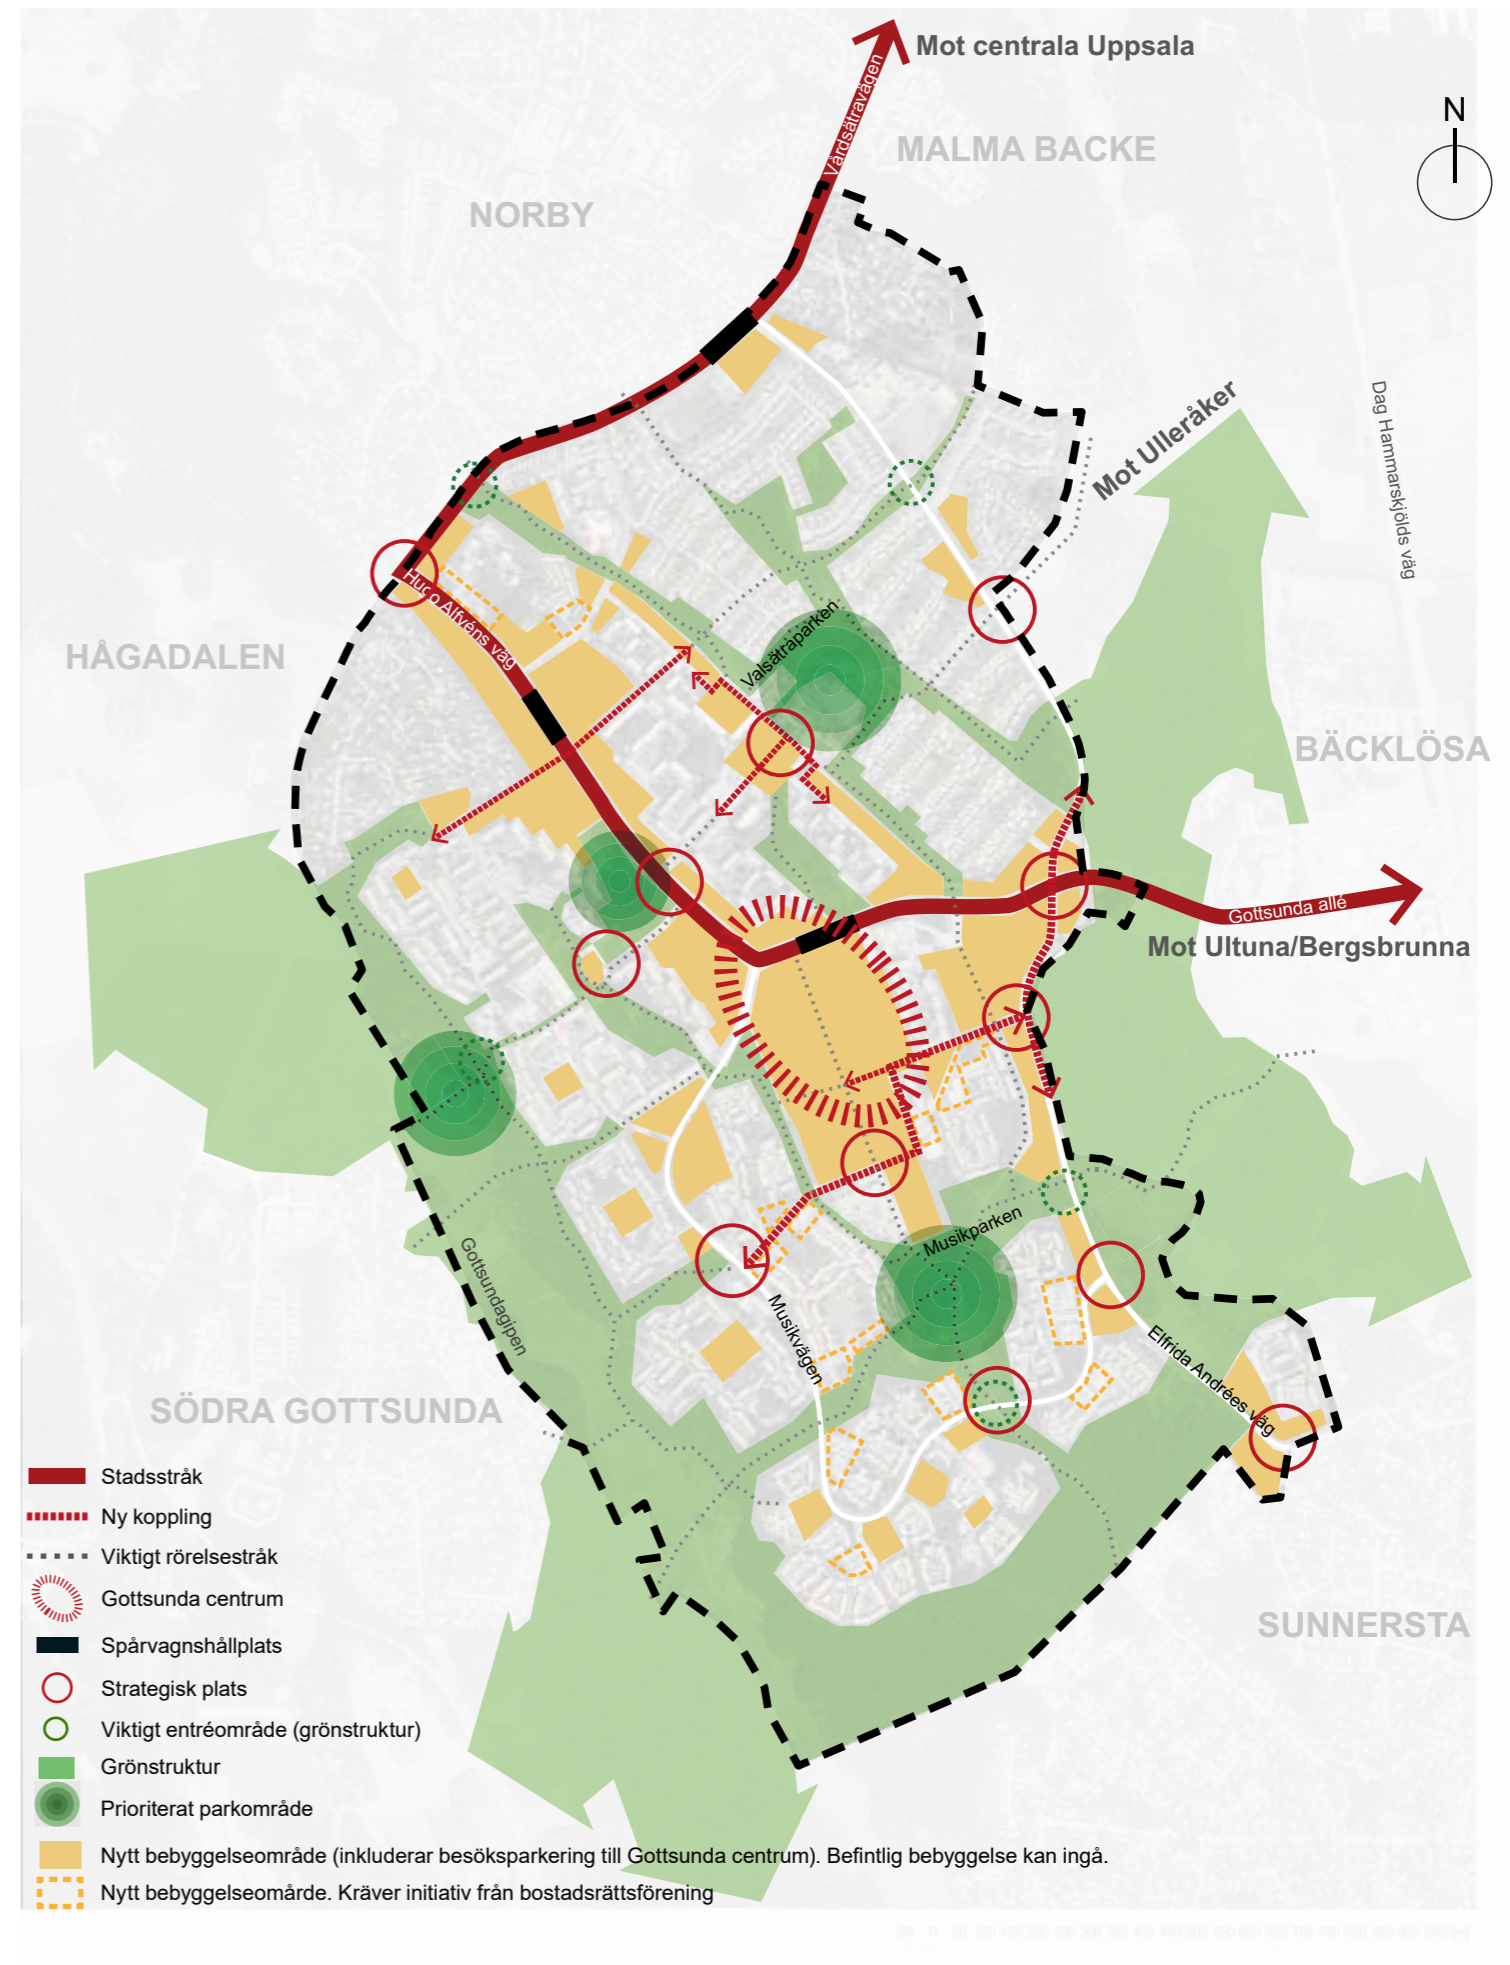 Mot centrala Uppsala
Vårdsätravägen
N
MALMA BACKE
NORBY
Mot Ulleråker
Dag Hammarskjölds väg
Hugo Alfvéns väg
Valsätraparken
HÅGADALEN
BÄCKLÖSA
Gottsunda allé
Mot Ultuna/Bergsbrunna
Musikparken
Gottsundagipen
Musikvägen
Elfrida Andrées väg
SÖDRA GOTTSUNDA
SUNNERSTA
Stadsstråk
Ny koppling
Viktigt rörelsestråk
Gottsunda centrum
Spårvagnshållplats
Strategisk plats
Viktigt entréområde (grönstruktur)
Grönstruktur
Prioriterat parkområde
Nytt bebyggelseområde (inkluderar besöksparkering till Gottsunda centrum). Befintlig bebyggelse kan ingå.
Nytt bebyggelseomårde. Kräver initiativ från bostadsrättsförening